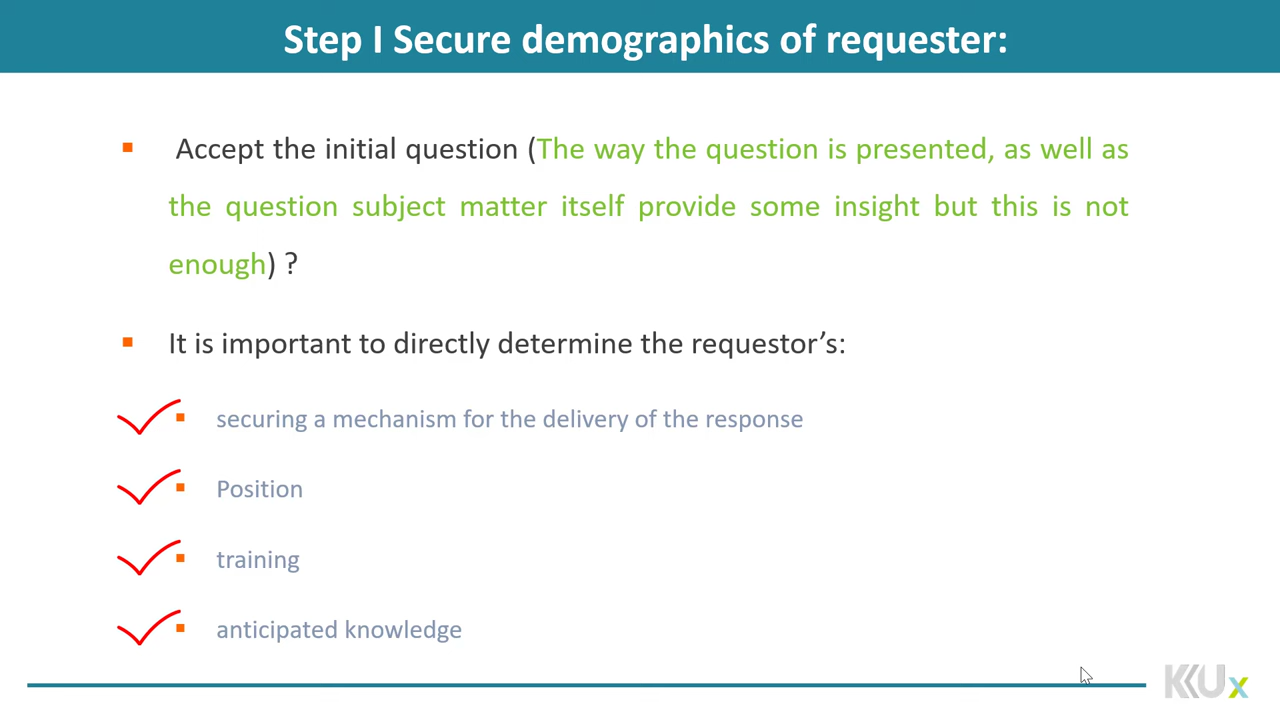 Step I Secure demographics of requester:
Accept the initial question (The way the question is presented, as well as
the question subject matter itself provide some insight but this is not
enough) ?
It is important to directly determine the requestor’s:
securing a mechanism for the delivery of the response
Position
training
anticipated knowledge
KKUx